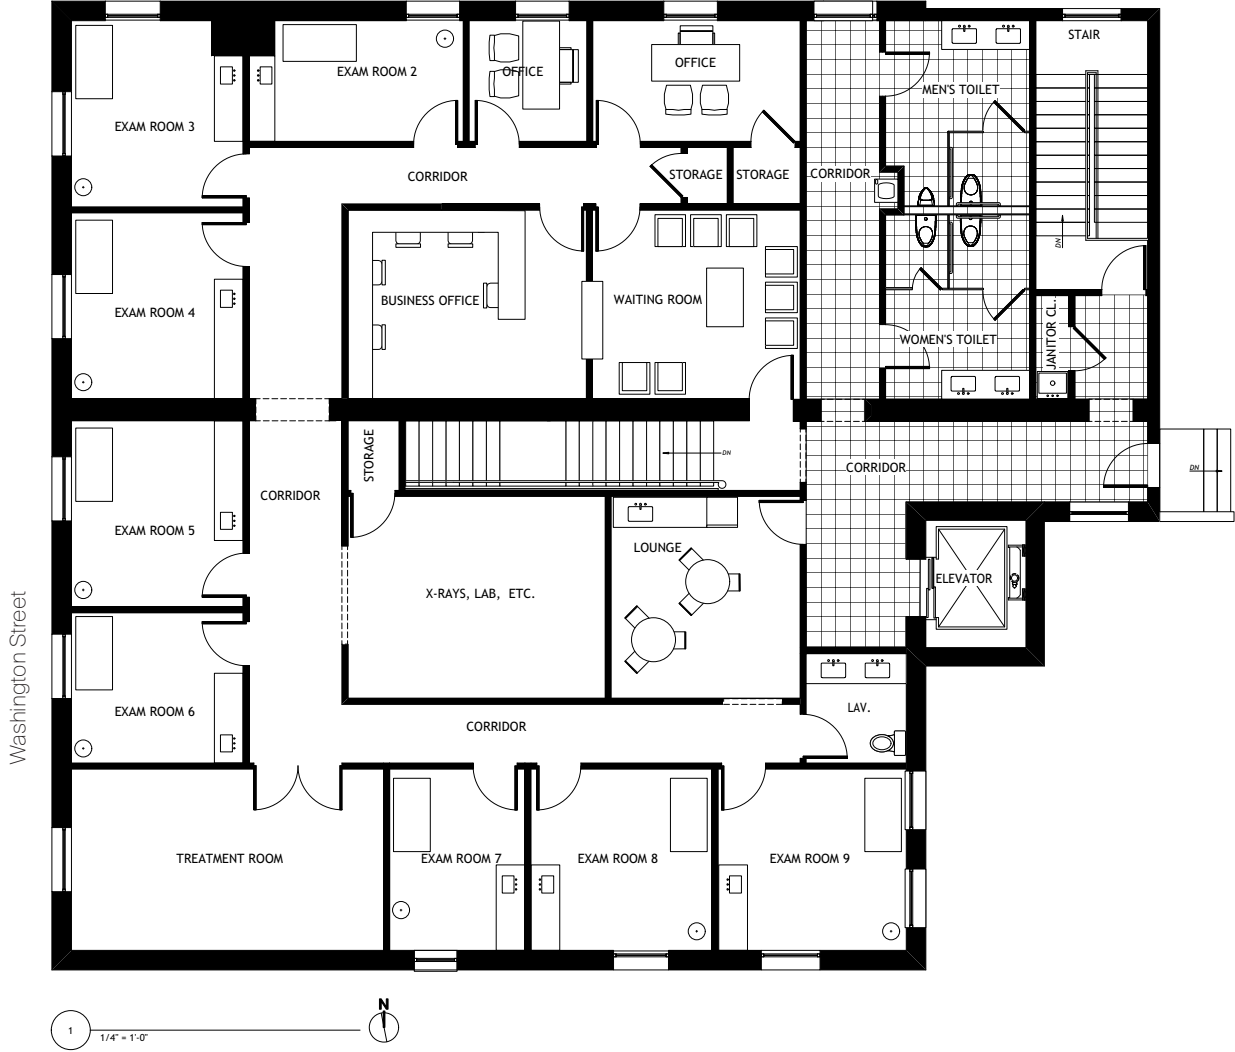 STAIR
EXAM ROOM 2
OFFICE
OFFICE
MEN'S TOILET
EXAM ROOM 3
CORRIDOR
STORAGE
STORAGE
CORRIDOR
DN
EXAM ROOM 4
BUSINESS OFFICE
WAITING ROOM
WOMEN'S TOILET
JANITOR CL.
STORAGE
DN
CORRIDOR
CORRIDOR
DN
EXAM ROOM 5
LOUNGE
ELEVATOR
X-RAYS, LAB, ETC.
Washington Street
EXAM ROOM 6
CORRIDOR
LAV.
TREATMENT ROOM
EXAM ROOM 7
EXAM ROOM 8
EXAM ROOM 9
N
1
1/4" = 1'-0"